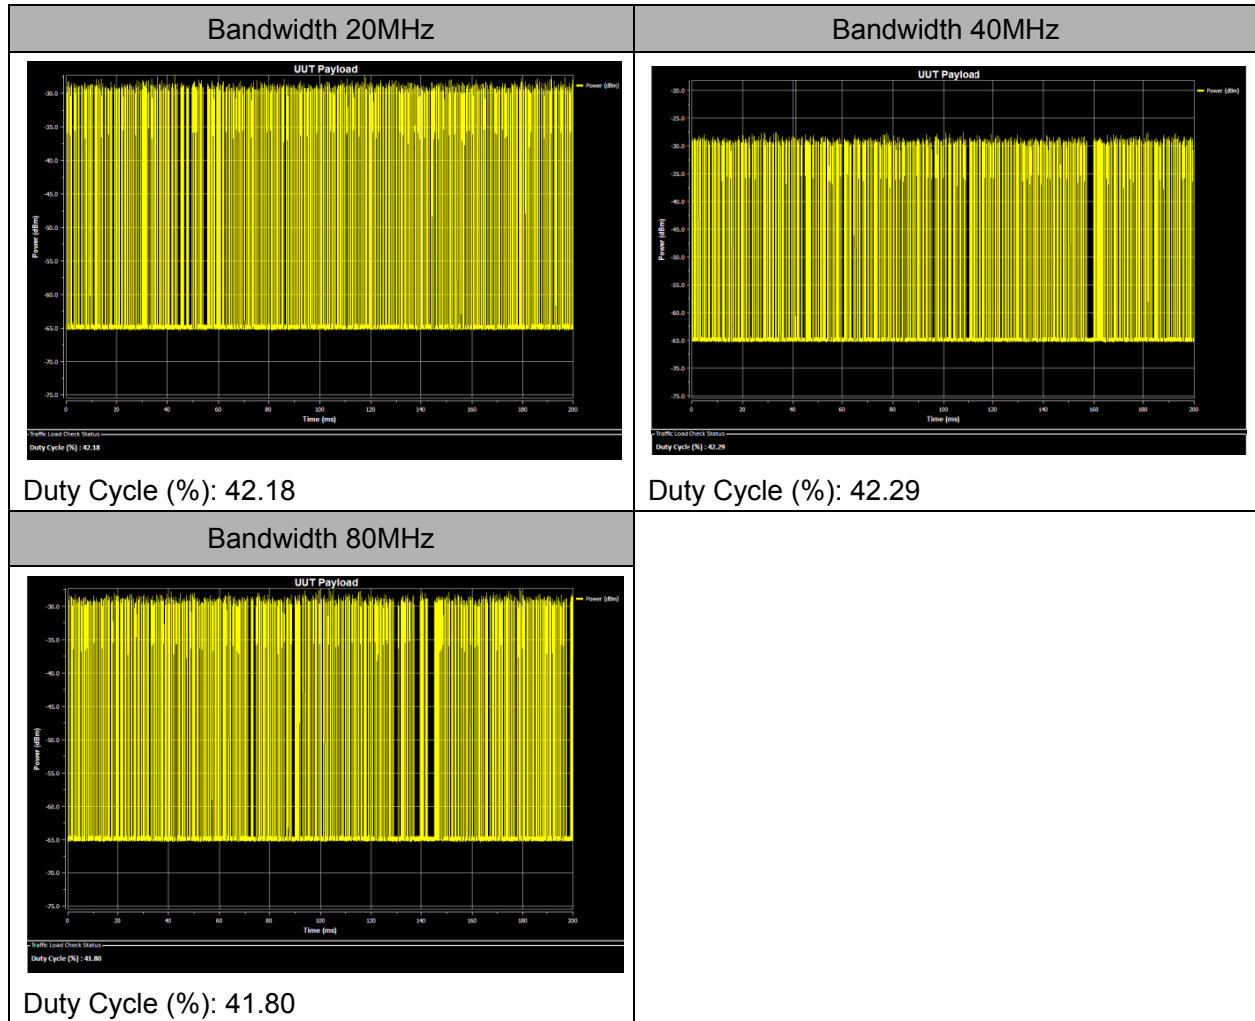 Bandwidth 20MHz
Bandwidth 40MHz
UUT Payload
Power (dBm)
-30.0
-35.0
-40.0
-45.0
-50.0
-55.0
-60.0
-65.0
-70.0
-75.0
Power (dBm)
0 20 40 60 80 100 120 140 160 180 200
Time (ms)
Traffic Load Check Status
Duty Cycle (%) : 42.18
Duty Cycle (%): 42.18
UUT Payload
Power (dBm)
-20.0
-25.0
-30.0
-35.0
-40.0
-45.0
-50.0
-55.0
-60.0
-65.0
-70.0
-75.0
Power (dBm)
0 20 40 60 80 100 120 140 160 180 200
Time (ms)
Traffic Load Check Status
Duty Cycle (%) : 42.29
Duty Cycle (%): 42.29
Bandwidth 80MHz
UUT Payload
Power (dBm)
-30.0
-35.0
-40.0
-45.0
-50.0
-55.0
-60.0
-65.0
-70.0
-75.0
Power (dBm)
0 20 40 60 80 100 120 140 160 180 200
Time (ms)
Traffic Load Check Status
Duty Cycle (%) : 41.80
Duty Cycle (%): 41.80